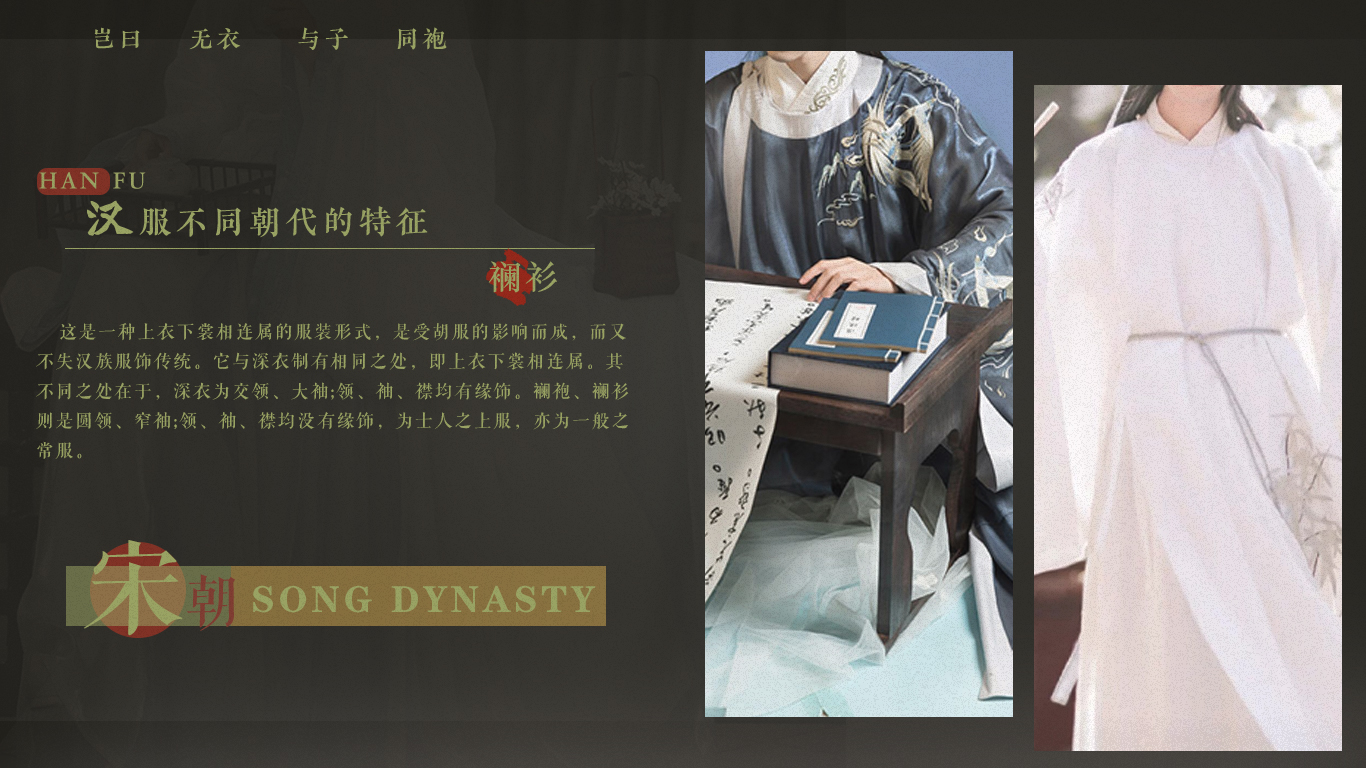 岂曰 无衣 与子 同袍
HAN FU
汉服不同朝代的特征
襕衫
这是一种上衣下裳相连属的服装形式，是受胡服的影响而成，而又
不失汉族服饰传统。它与深衣制有相同之处，即上衣下裳相连属。其
不同之处在于，深衣为交领、大袖;领、袖、襟均有缘饰。襕袍、襕衫
则是圆领、窄袖;领、袖、襟均没有缘饰，为士人之上服，亦为一般之
常服。
宋朝 SONG DYNASTY